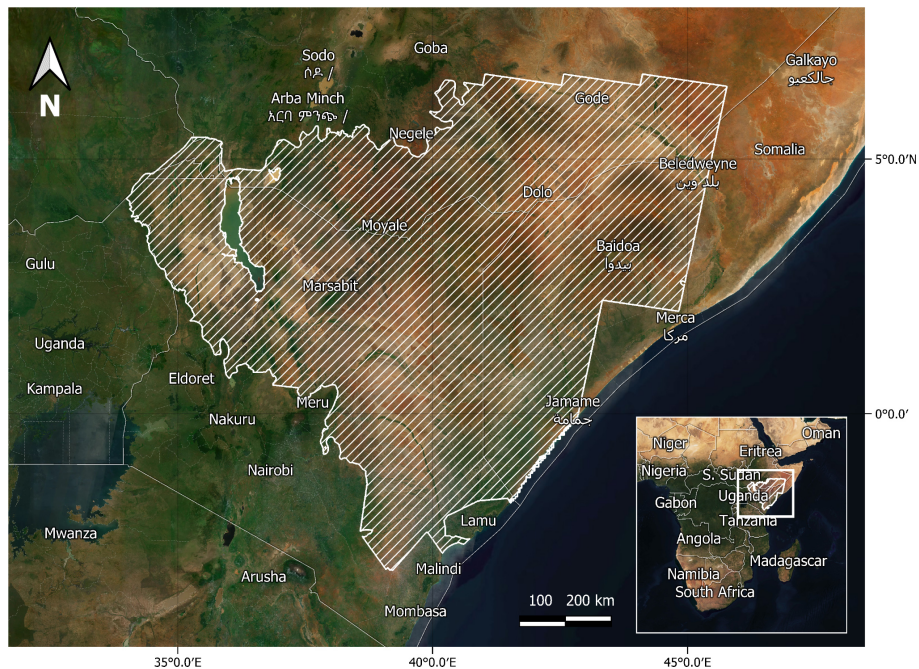 Sodo
ሶዶ /
Goba
Galkayo
جالكعيو
Arba Minch
አርባ ምንጭ /
Gode
Negele
5°0.0′N
Somalia
Beledweyne
بلد وين
Dolo
Moyale
Baidoa
بيدوا
Gulu
Marsabit
Merca
مركا
Uganda
Eldoret
Kampala
Meru
Jamame
جمامة
Nakuru
0°0.0′
Nairobi
Lamu
Mwanza
Malindi
Arusha
Mombasa
N
100
200 km
Oman
Niger
Eritrea
Nigeria
S. Sudan
Uganda
Gabon
Tanzania
Angola
Madagascar
Namibia
South Africa
35°0.0′E
40°0.0′E
45°0.0′E